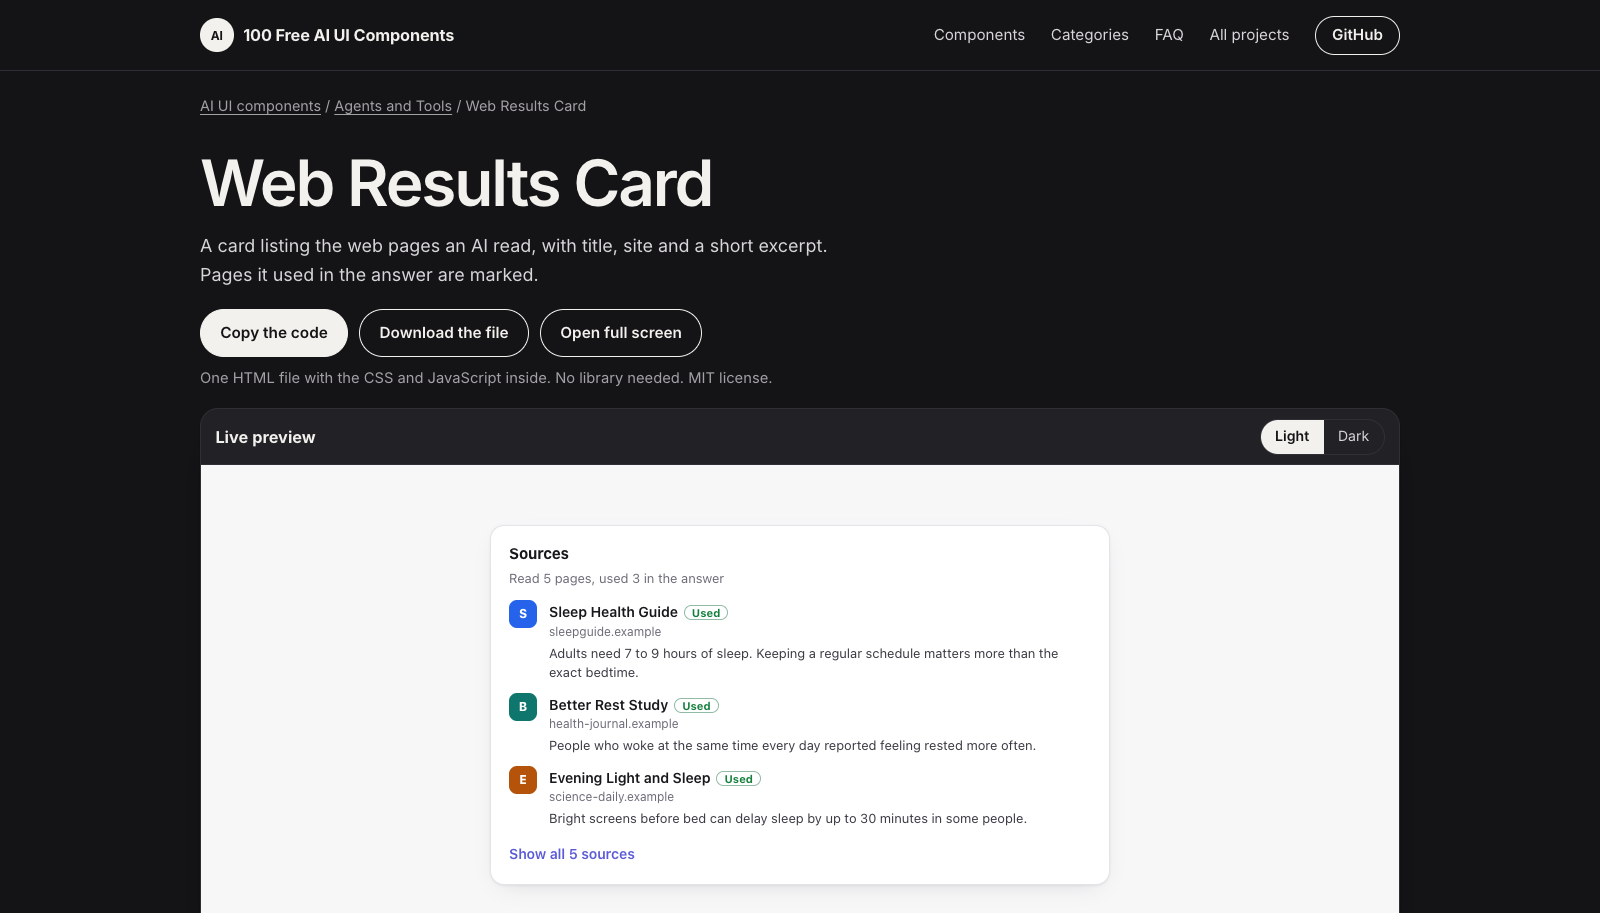 AI
100 Free AI UI Components
Components
Categories
FAQ
All projects
GitHub
AI UI components / Agents and Tools / Web Results Card
Web Results Card
A card listing the web pages an AI read, with title, site and a short excerpt.
Pages it used in the answer are marked.
Copy the code
Download the file
Open full screen
One HTML file with the CSS and JavaScript inside. No library needed. MIT license.
Live preview
Light
Dark
Sources
Read 5 pages, used 3 in the answer
S
Sleep Health Guide
Used
sleepguide.example
Adults need 7 to 9 hours of sleep. Keeping a regular schedule matters more than the
exact bedtime.
B
Better Rest Study
Used
health-journal.example
People who woke at the same time every day reported feeling rested more often.
E
Evening Light and Sleep
Used
science-daily.example
Bright screens before bed can delay sleep by up to 30 minutes in some people.
Show all 5 sources